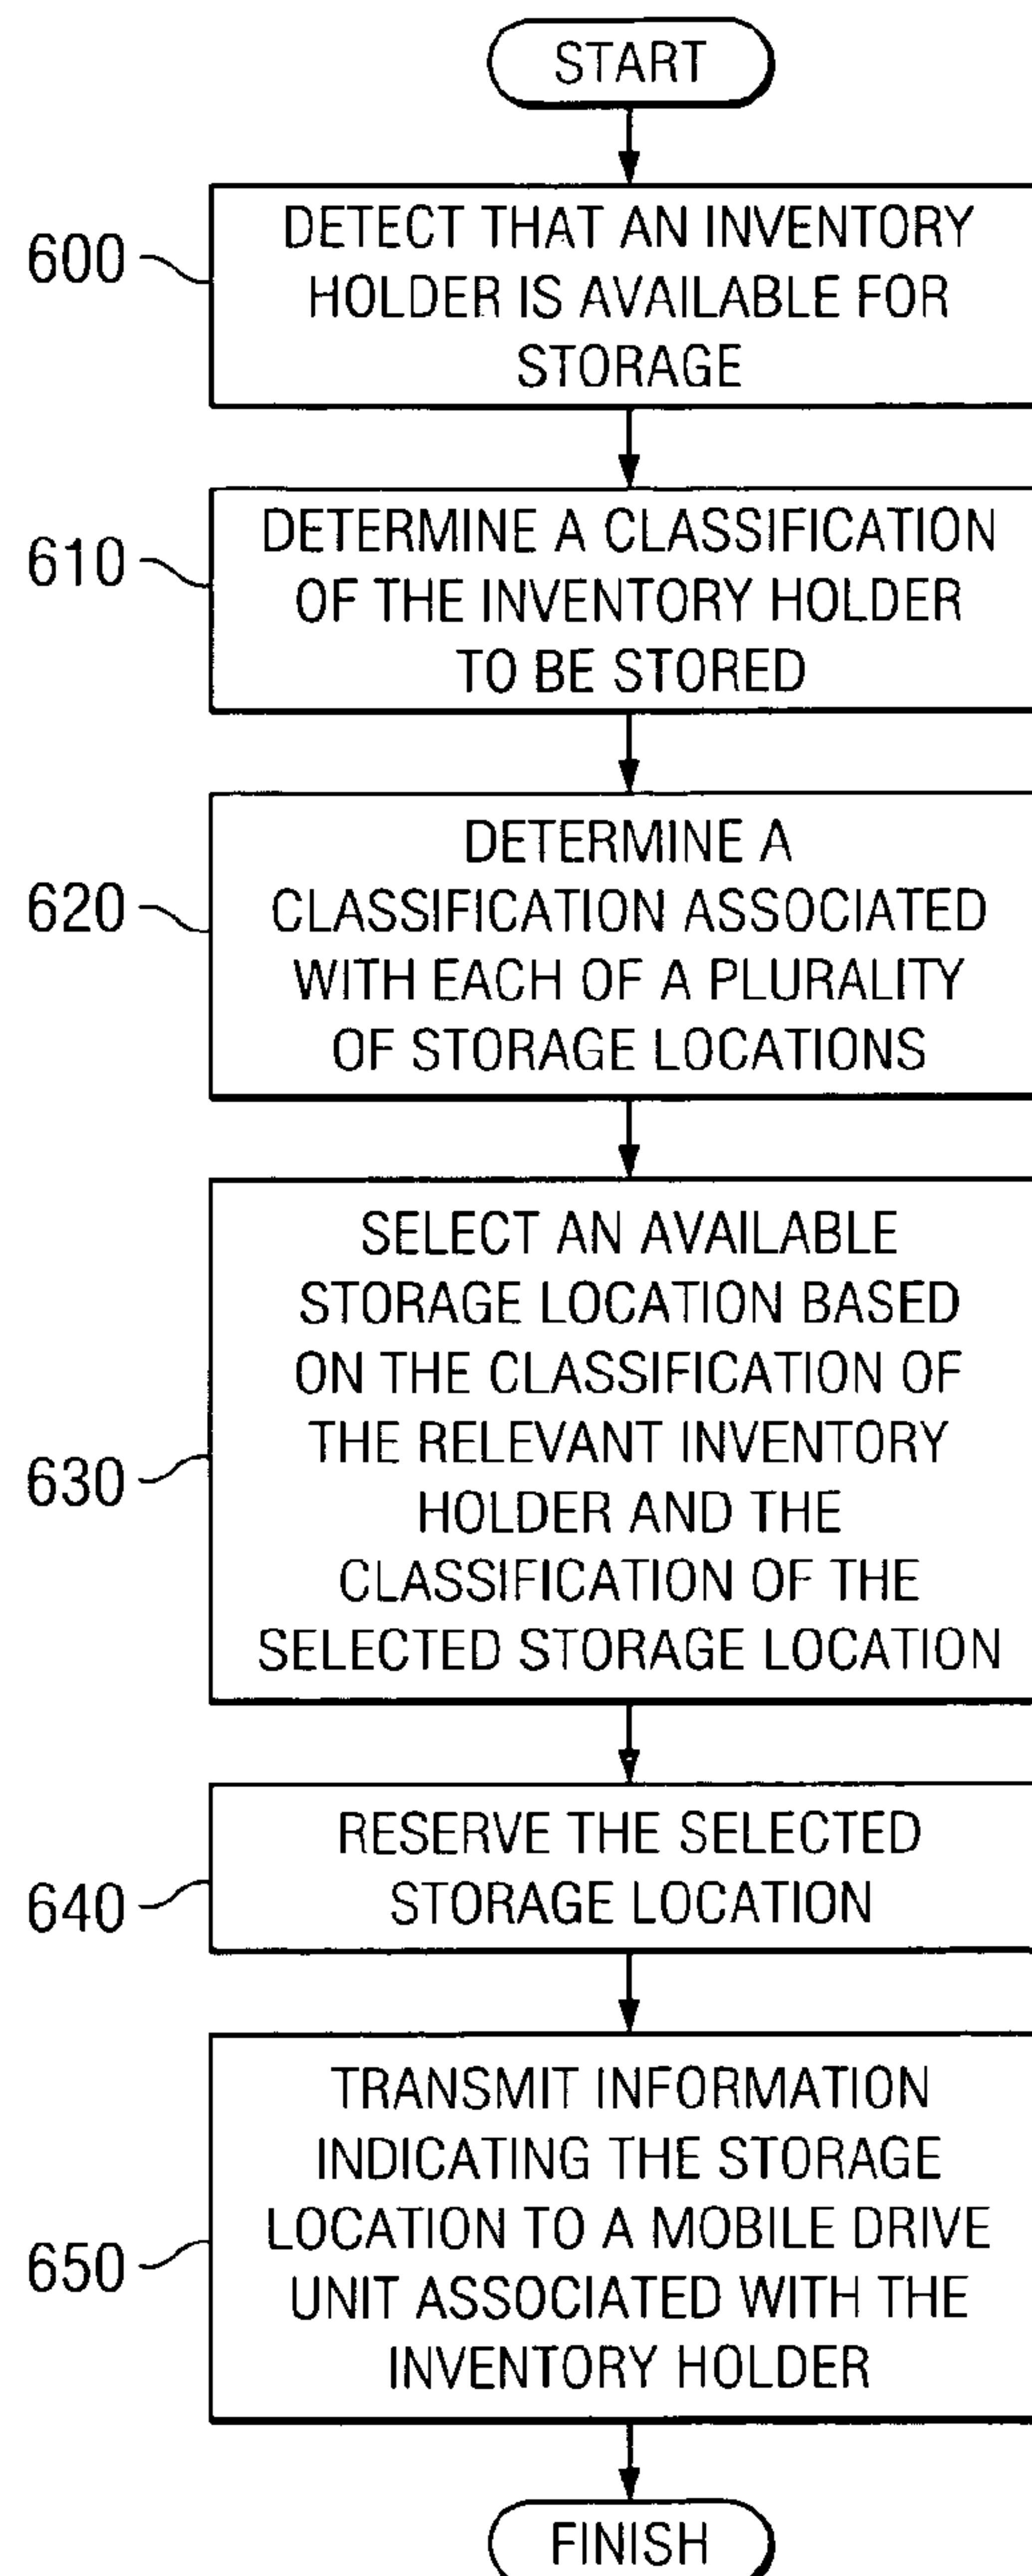 START
600
DETECT THAT AN INVENTORY
HOLDER IS AVAILABLE FOR
STORAGE
610
DETERMINE A CLASSIFICATION
OF THE INVENTORY HOLDER
TO BE STORED
620
DETERMINE A
CLASSIFICATION ASSOCIATED
WITH EACH OF A PLURALITY
OF STORAGE LOCATIONS
630
SELECT AN AVAILABLE
STORAGE LOCATION BASED
ON THE CLASSIFICATION OF
THE RELEVANT INVENTORY
HOLDER AND THE
CLASSIFICATION OF THE
SELECTED STORAGE LOCATION
640
RESERVE THE SELECTED
STORAGE LOCATION
650
TRANSMIT INFORMATION
INDICATING THE STORAGE
LOCATION TO A MOBILE DRIVE
UNIT ASSOCIATED WITH THE
INVENTORY HOLDER
FINISH